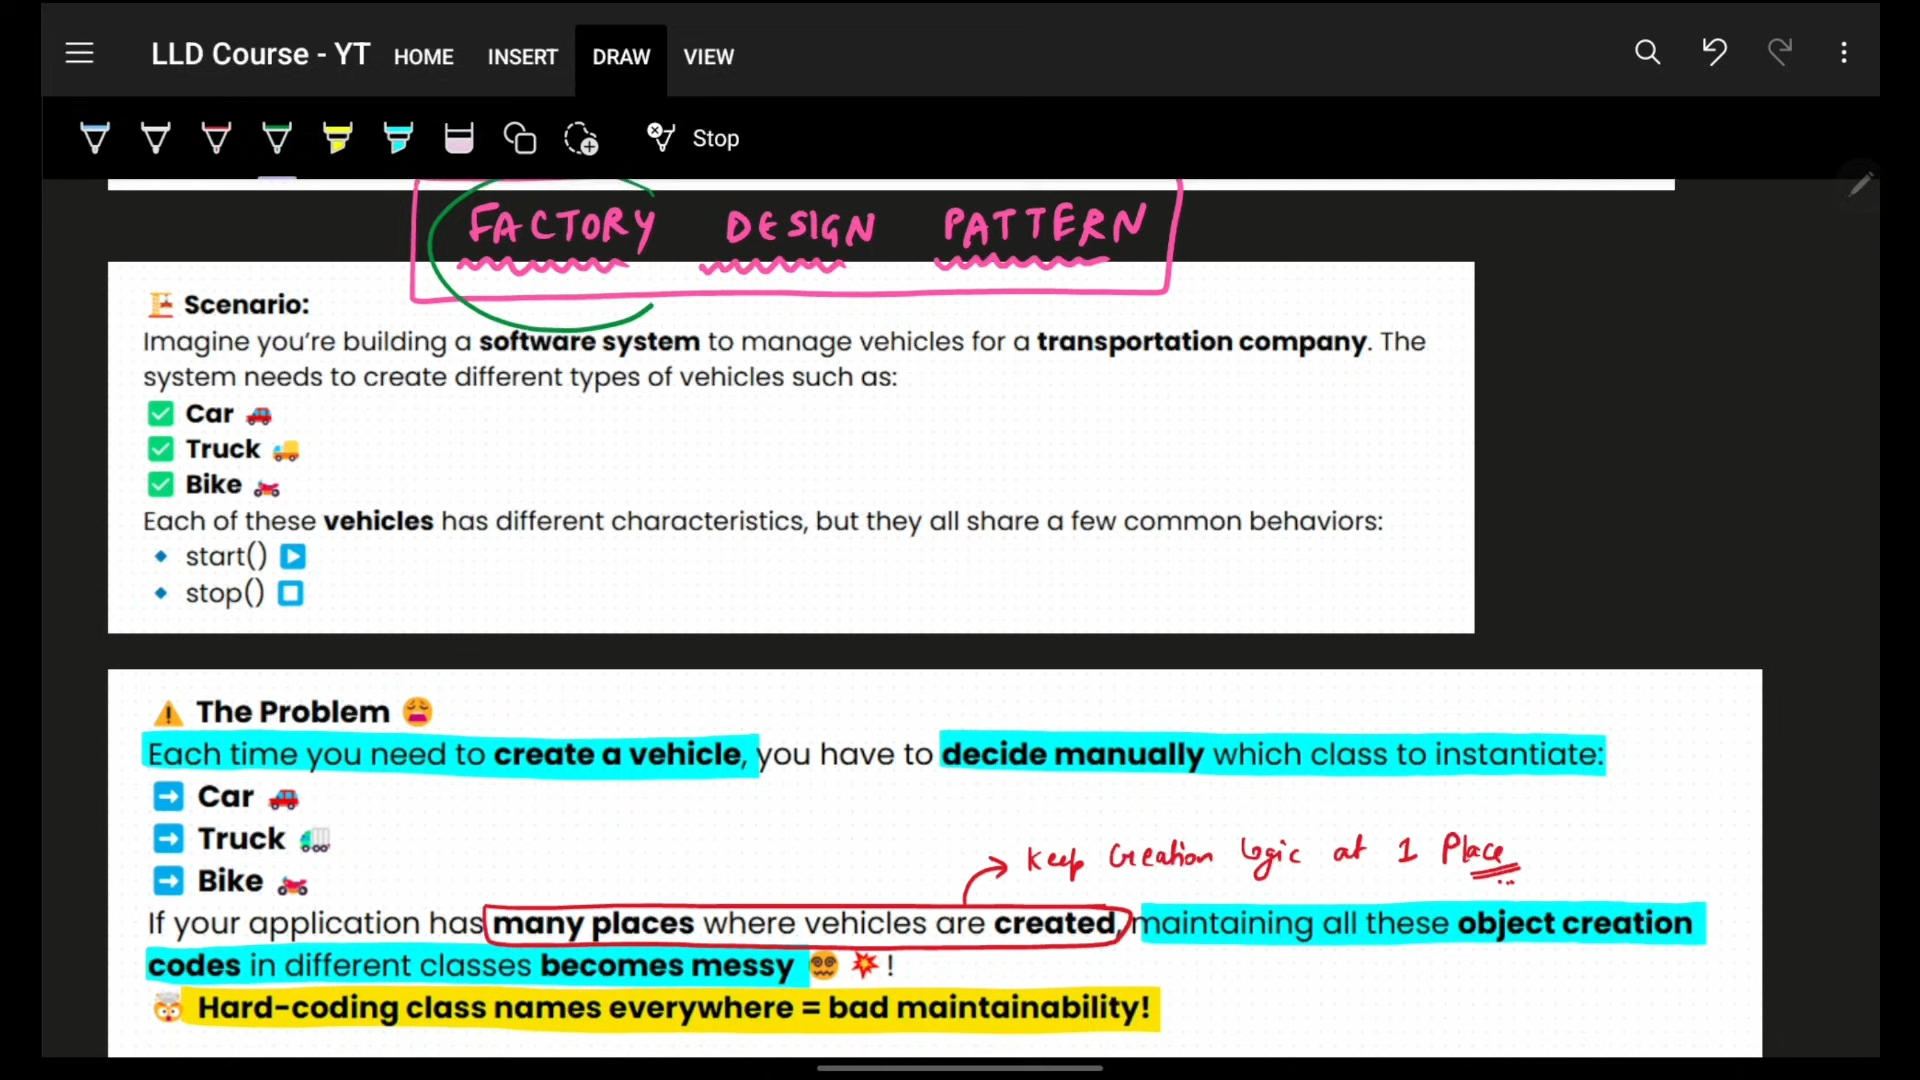 LLD Course - YT HOME INSERT DRAW VIEW
Stop
FACTORY DESIGN PATTERN
Scenario:
Imagine you're building a software system to manage vehicles for a transportation company. The
system needs to create different types of vehicles such as:
Car
Truck
Bike
Each of these vehicles has different characteristics, but they all share a few common behaviors:
start()
stop()
The Problem
Each time you need to create a vehicle, you have to decide manually which class to instantiate:
Car
Truck
Bike
Keep Creation Logic at 1 Place
If your application has many places where vehicles are created, maintaining all these object creation
codes in different classes becomes messy !
Hard-coding class names everywhere = bad maintainability!